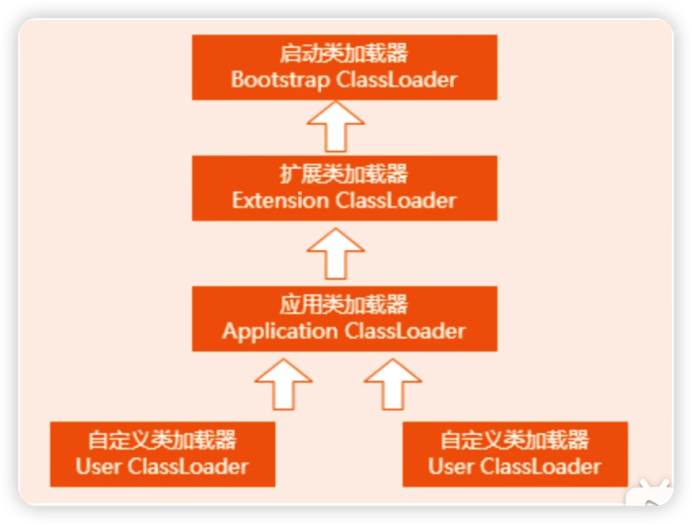 启动类加载器
Bootstrap ClassLoader
扩展类加载器
Extension ClassLoader
应用类加载器
Application ClassLoader
自定义类加载器
User ClassLoader
自定义类加载器
User ClassLoader